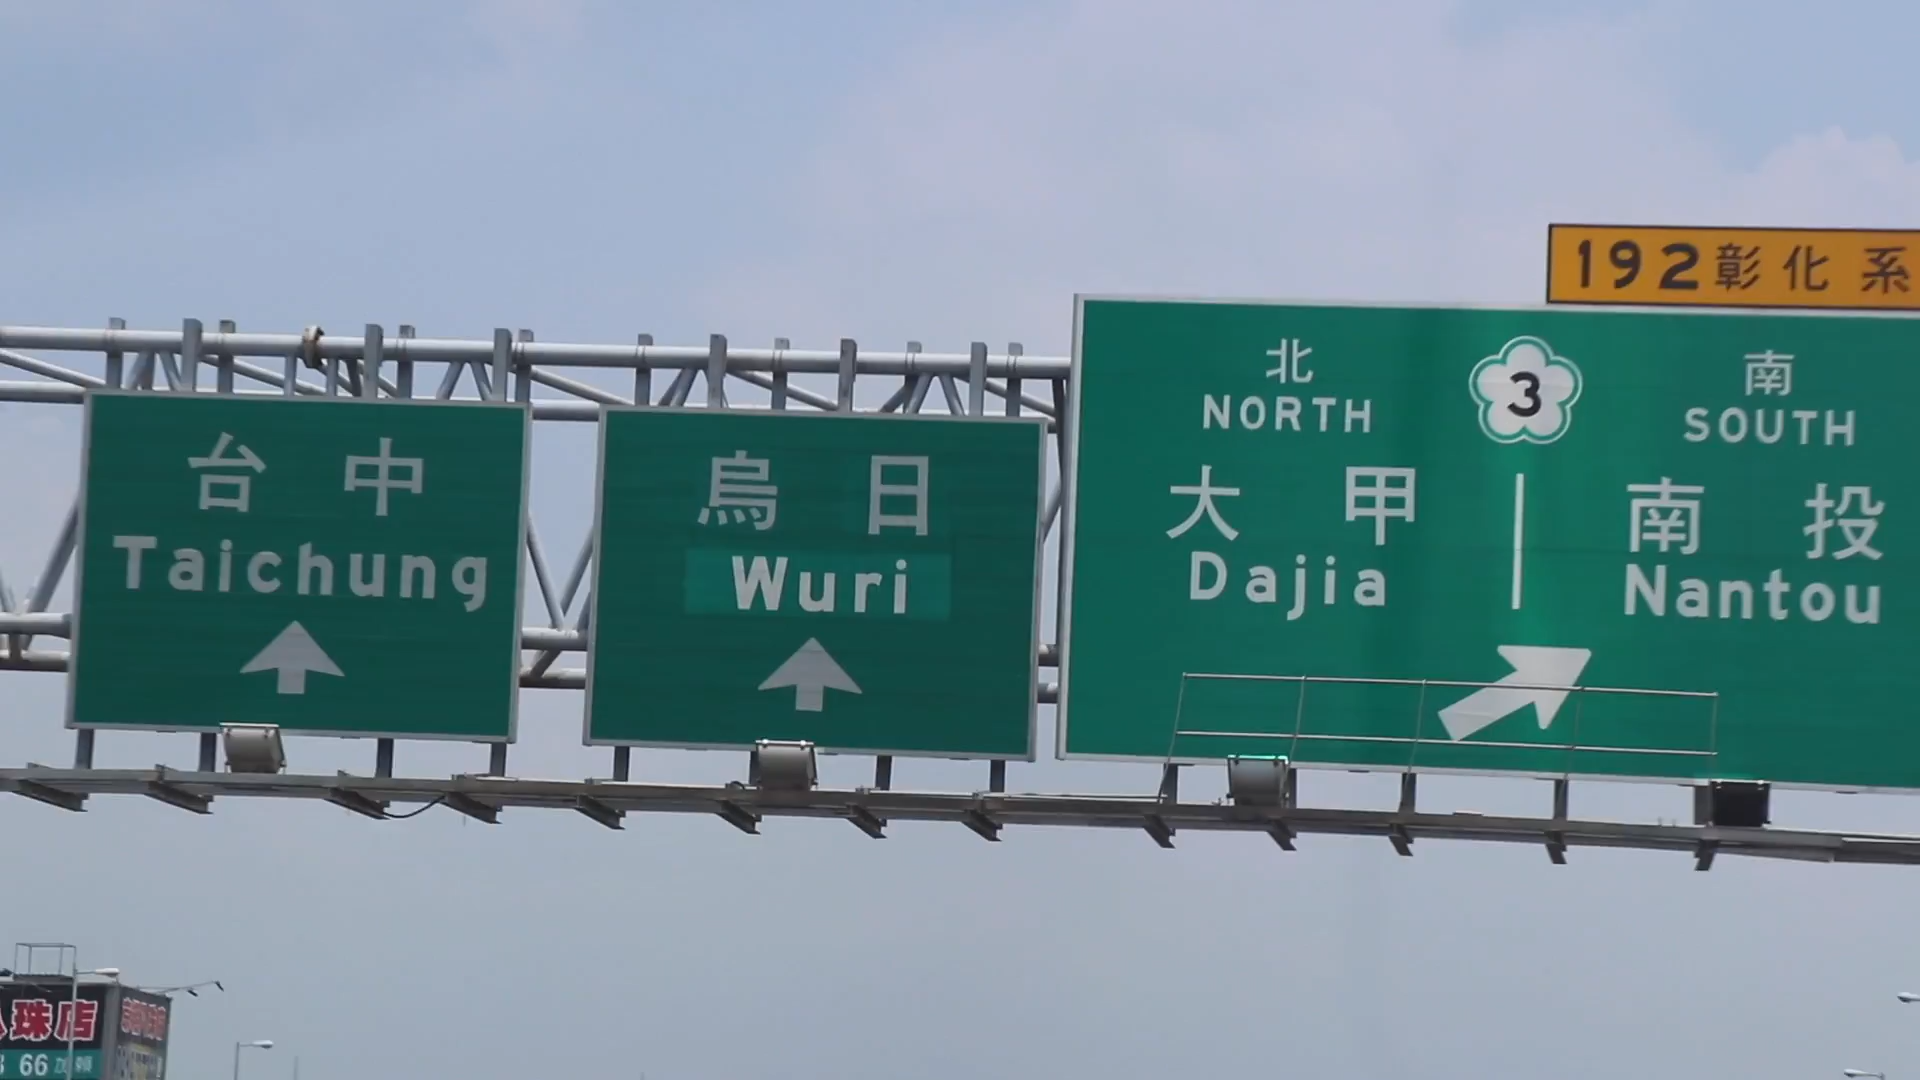 台中
Taichung
烏日
Wuri
192彰化系
北
NORTH
3
南
SOUTH
大甲
Dajia
南投
Nantou
珠店
66